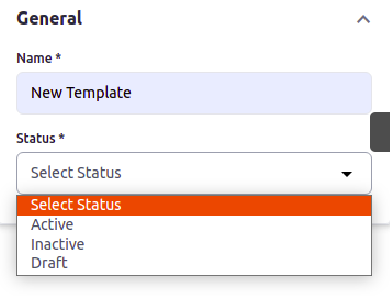 General
Name *
New Template
Status *
Select Status
Select Status
Active
Inactive
Draft